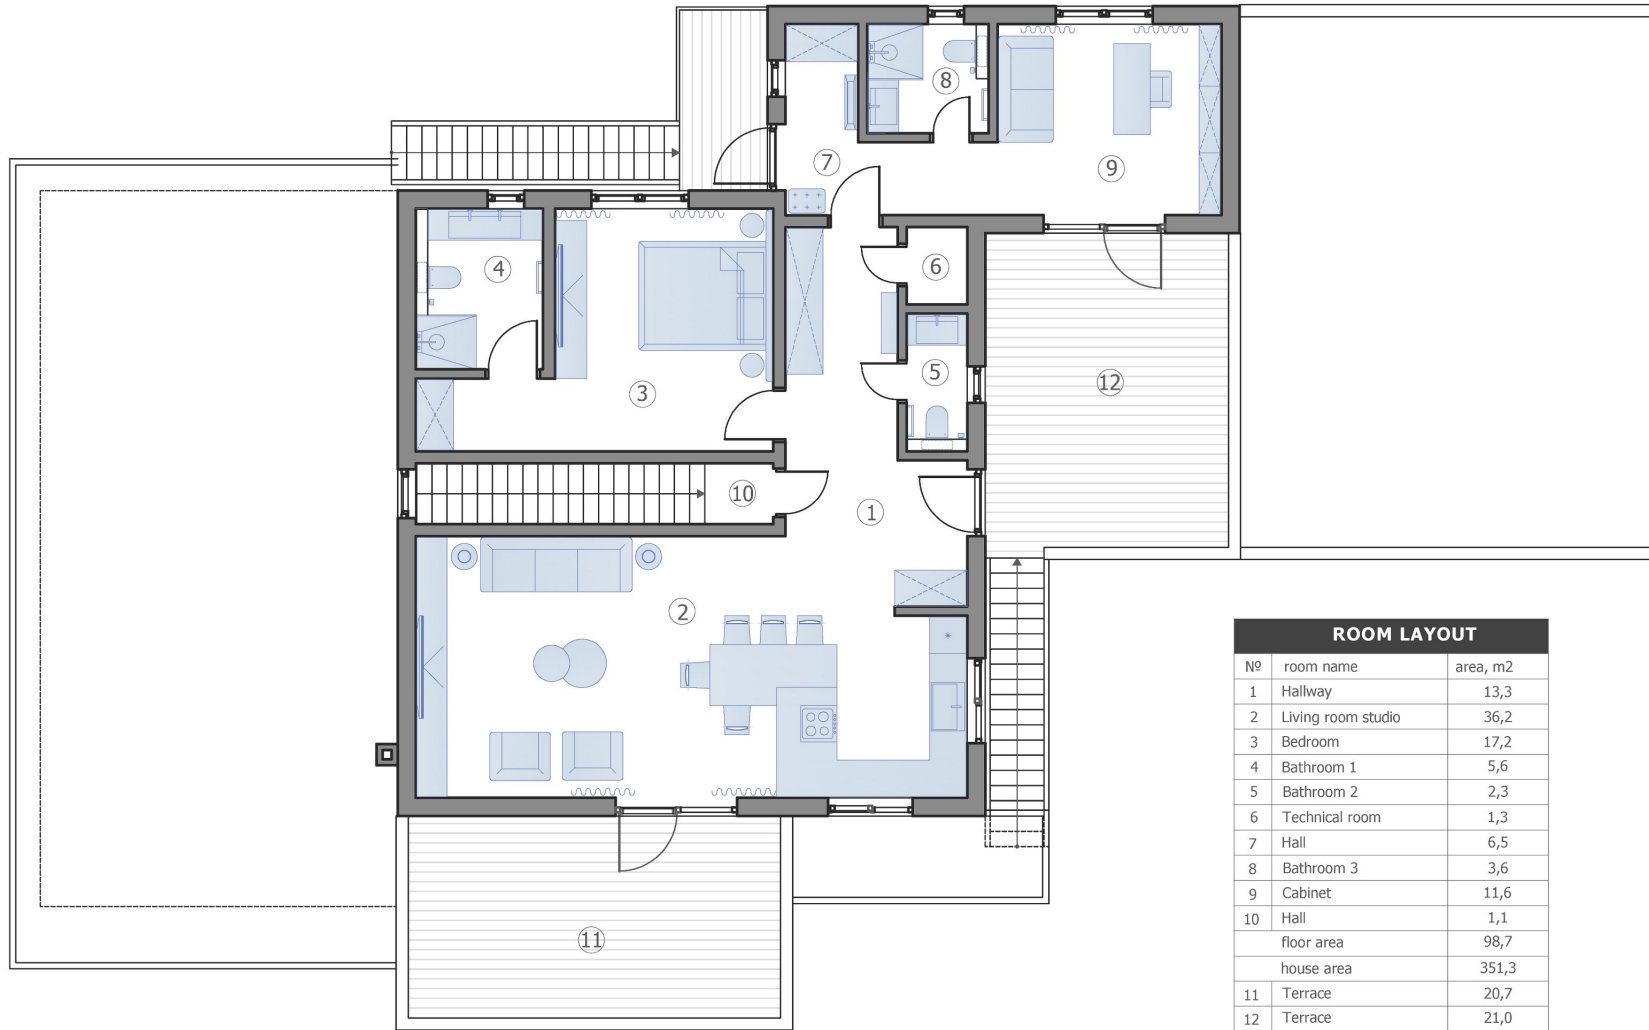 8
7
9
4
6
3
5
12
10
1
2
11
ROOM LAYOUT
№ room name area, m2
1 Hallway 13,3
2 Living room studio 36,2
3 Bedroom 17,2
4 Bathroom 1 5,6
5 Bathroom 2 2,3
6 Technical room 1,3
7 Hall 6,5
8 Bathroom 3 3,6
9 Cabinet 11,6
10 Hall 1,1
floor area 98,7
house area 351,3
11 Terrace 20,7
12 Terrace 21,0